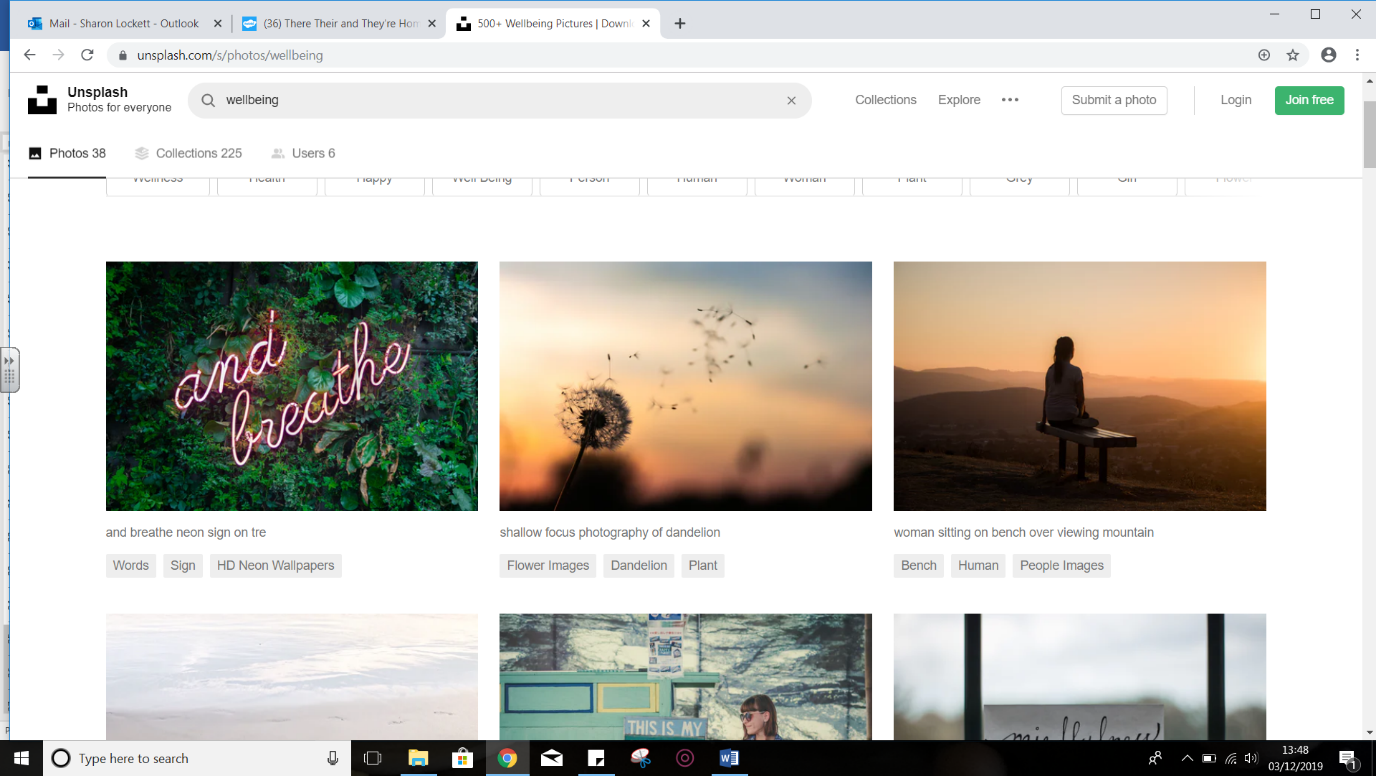 Mail - Sharon Lockett - Outlook
(36) There Their and They're Hom
500+ Wellbeing Pictures | Downl
unsplash.com/s/photos/wellbeing
Unsplash
Photos for everyone
wellbeing
Collections
Explore
Submit a photo
Login
Join free
Photos 38
Collections 225
Users 6
Wellness
Health
Happy
Well Being
Person
Human
Woman
Plant
Grey
Girl
Flower
and
breathe
and breathe neon sign on tre
shallow focus photography of dandelion
woman sitting on bench over viewing mountain
Words
Sign
HD Neon Wallpapers
Flower Images
Dandelion
Plant
Bench
Human
People Images
THIS IS MY
mindfulness
Type here to search
13:48
03/12/2019
1